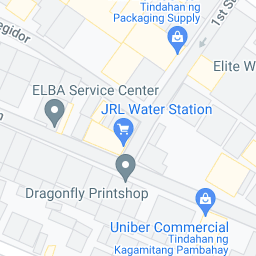 Tindahan ng
Packaging Supply
egidor
1st St
Elite W
ELBA Service Center
JRL Water Station
Dragonfly Printshop
Uniber Commercial
Tindahan ng
Kagamitang Pambahay